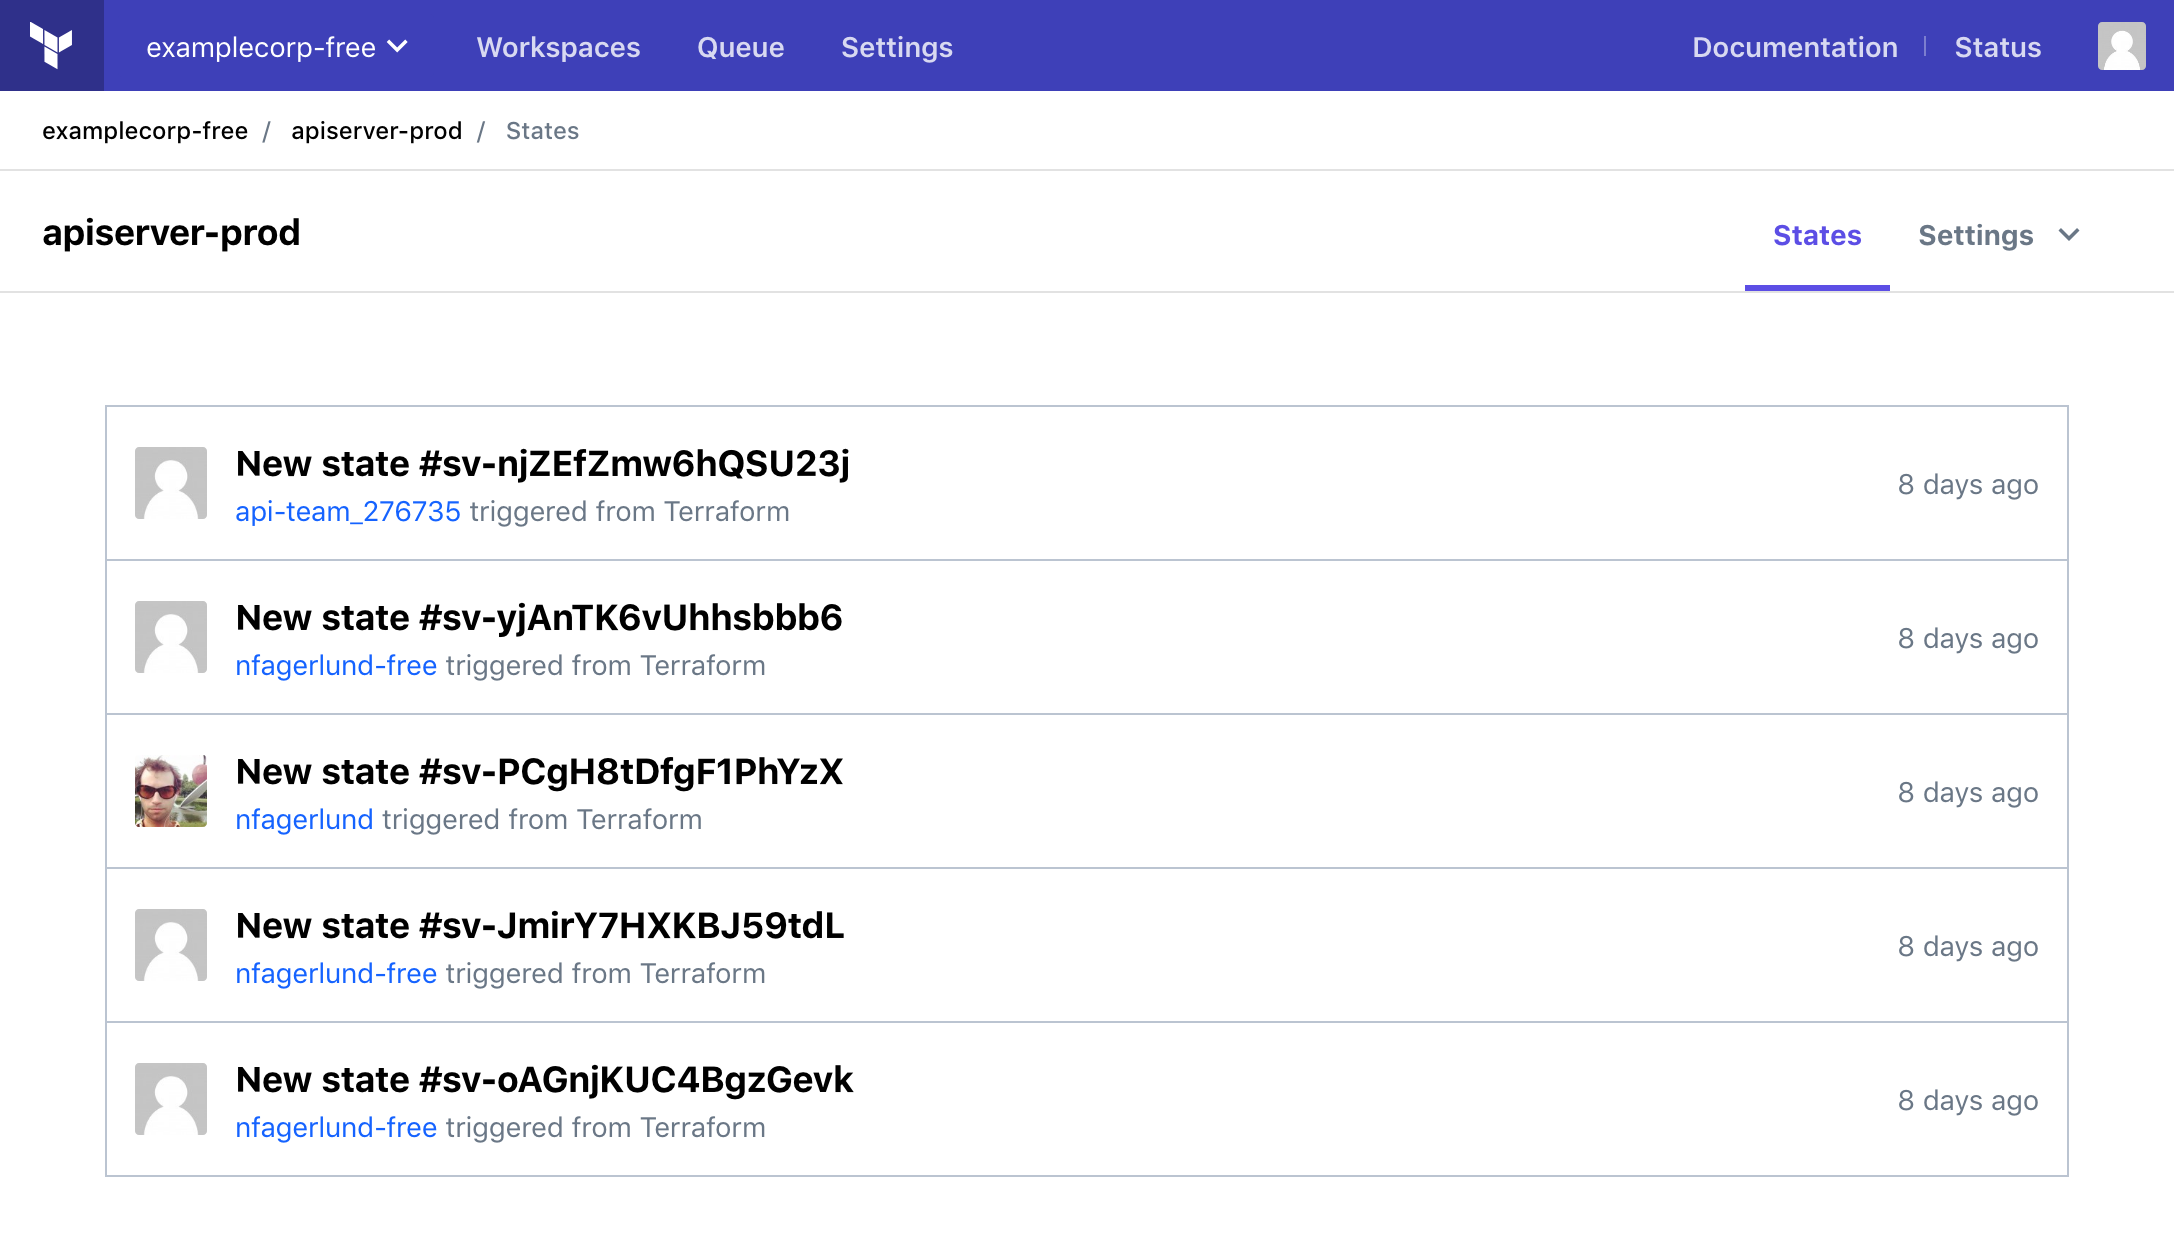 examplecorp-free Workspaces Queue Settings Documentation Status
examplecorp-free / apiserver-prod / States
apiserver-prod States Settings
New state #sv-njZEfZmw6hQSU23j
api-team_276735 triggered from Terraform
8 days ago
New state #sv-yjAnTK6vUhhsbbb6
nfagerlund-free triggered from Terraform
8 days ago
New state #sv-PCgH8tDfgF1PhYzX
nfagerlund triggered from Terraform
8 days ago
New state #sv-JmirY7HXKBJ59tdL
nfagerlund-free triggered from Terraform
8 days ago
New state #sv-oAGnjKUC4BgzGevk
nfagerlund-free triggered from Terraform
8 days ago